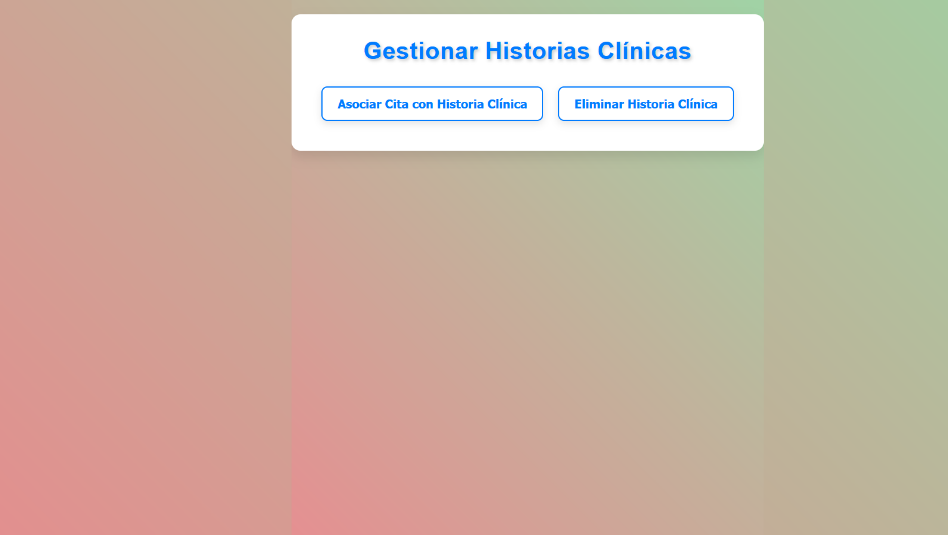 Gestionar Historias Clínicas
Asociar Cita con Historia Clínica
Eliminar Historia Clínica